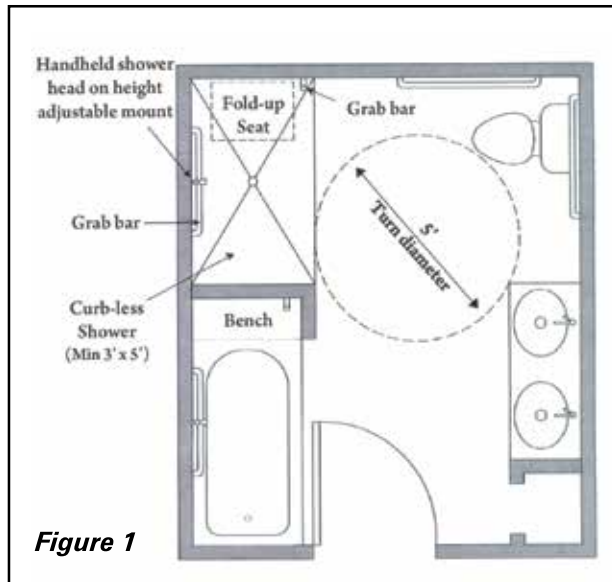 Handheld shower
head on height
adjustable mount
Fold-up
Seat
Grab bar
Grab bar
5'
Turn diameter
Curb-less
Shower
(Min 3' x 5')
Bench
Figure 1